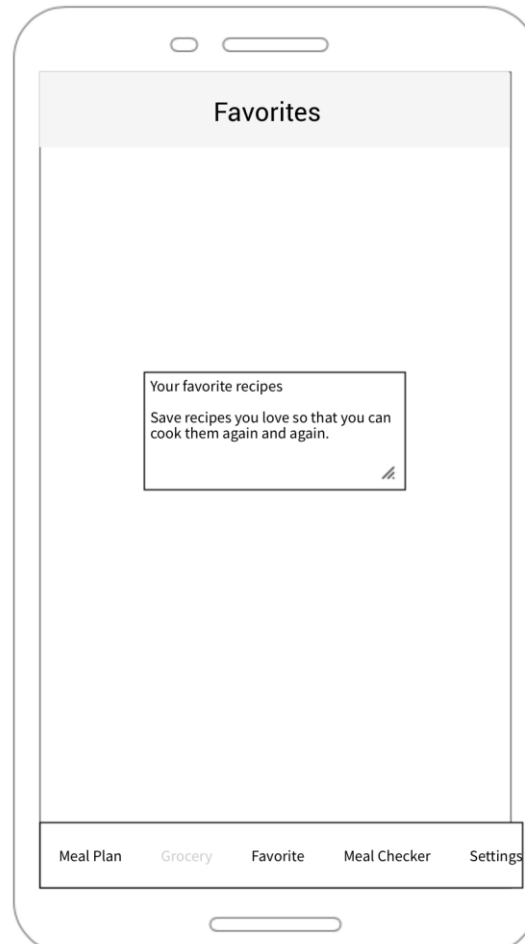 Favorites
Your favorite recipes
Save recipes you love so that you can
cook them again and again.
Meal Plan Grocery Favorite Meal Checker Settings